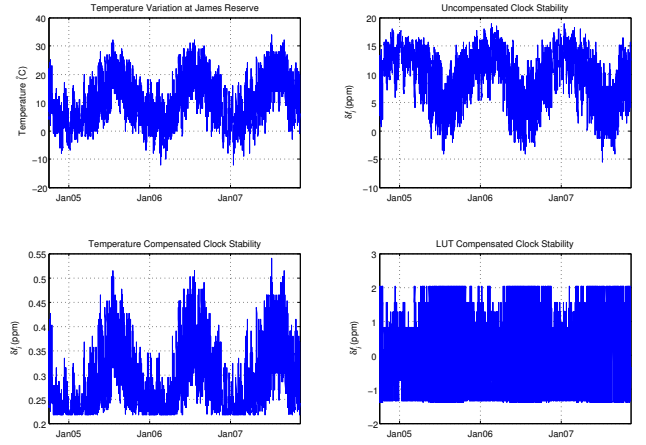 Temperature Variation at James Reserve
Temperature (°C)
40
30
20
10
0
−10
−20
Jan05
Jan06
Jan07
Uncompensated Clock Stability
δf (ppm)
20
15
10
5
0
−5
−10
Jan05
Jan06
Jan07
Temperature Compensated Clock Stability
δf (ppm)
0.55
0.5
0.45
0.4
0.35
0.3
0.25
0.2
Jan05
Jan06
Jan07
LUT Compensated Clock Stability
δf (ppm)
3
2
1
0
−1
−2
Jan05
Jan06
Jan07